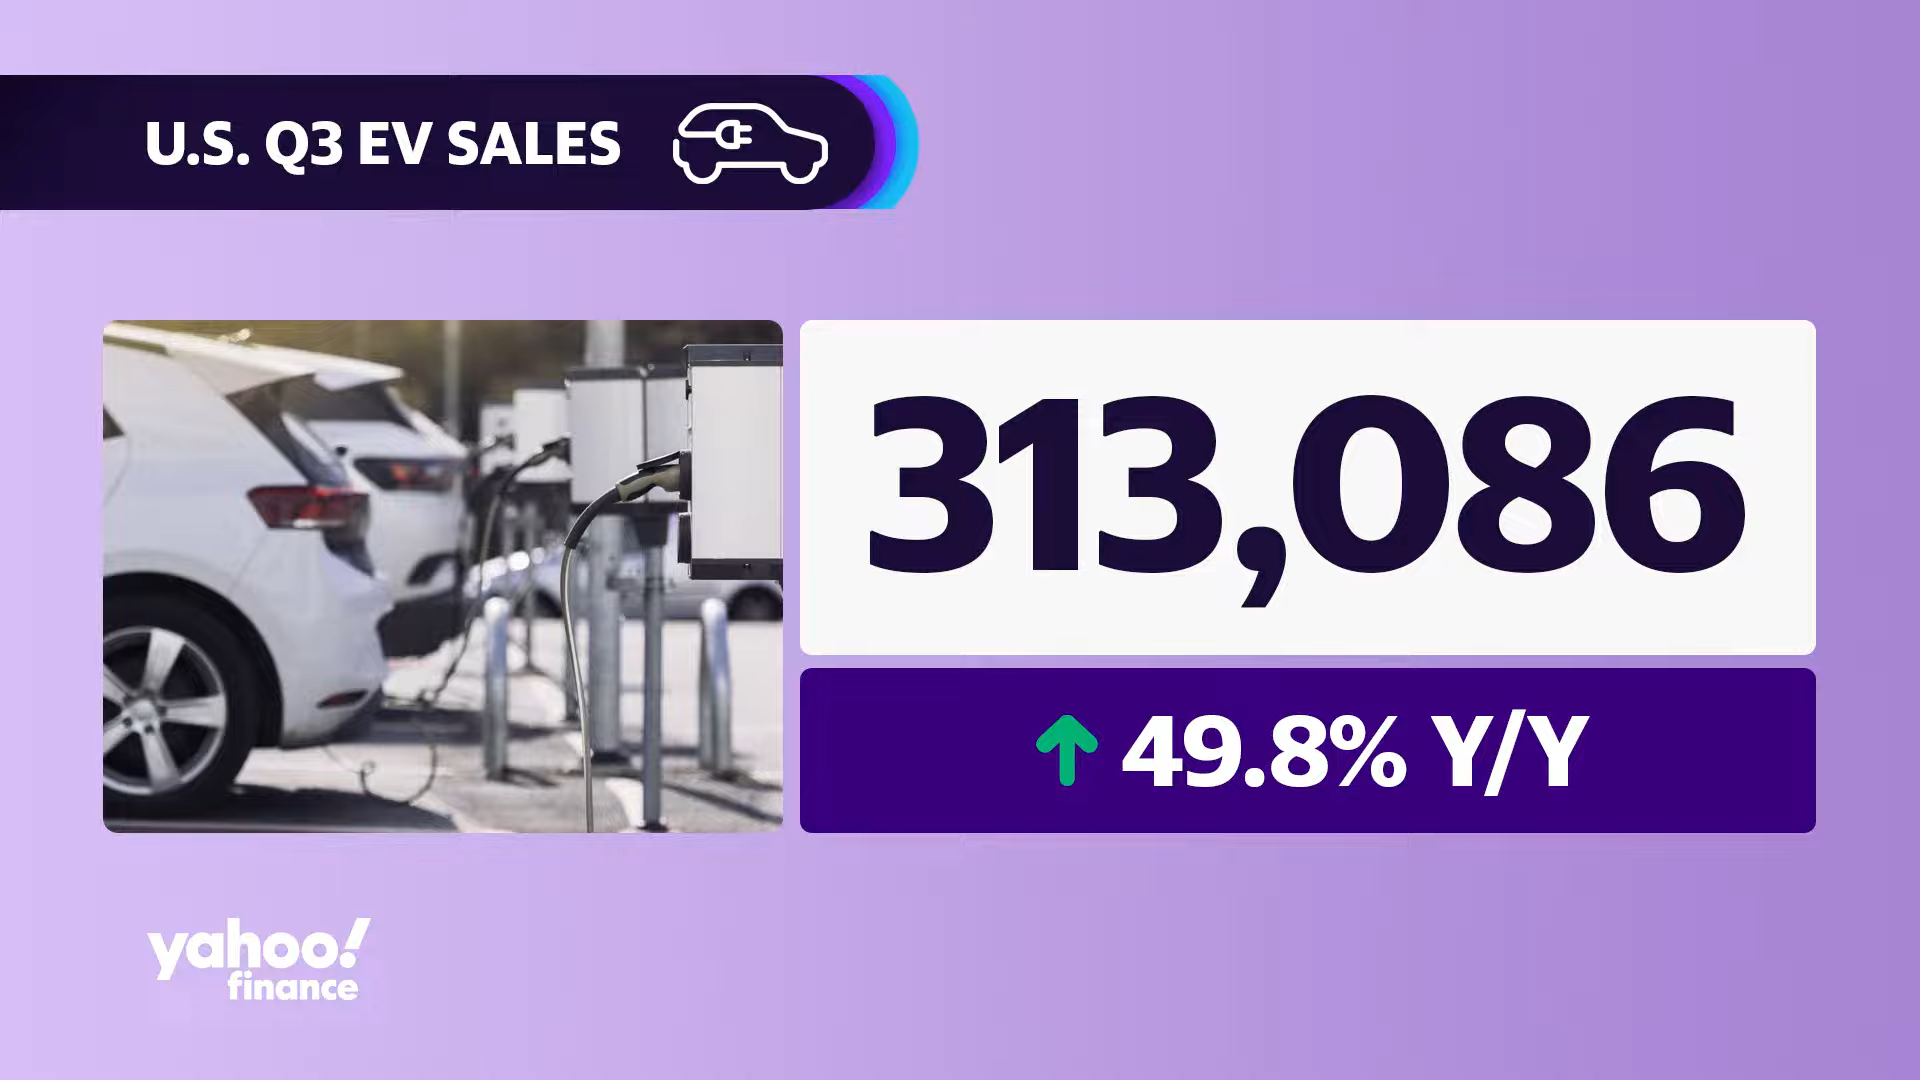 U.S. Q3 EV SALES
313,086
↑ 49.8% Y/Y
yahoo!
finance